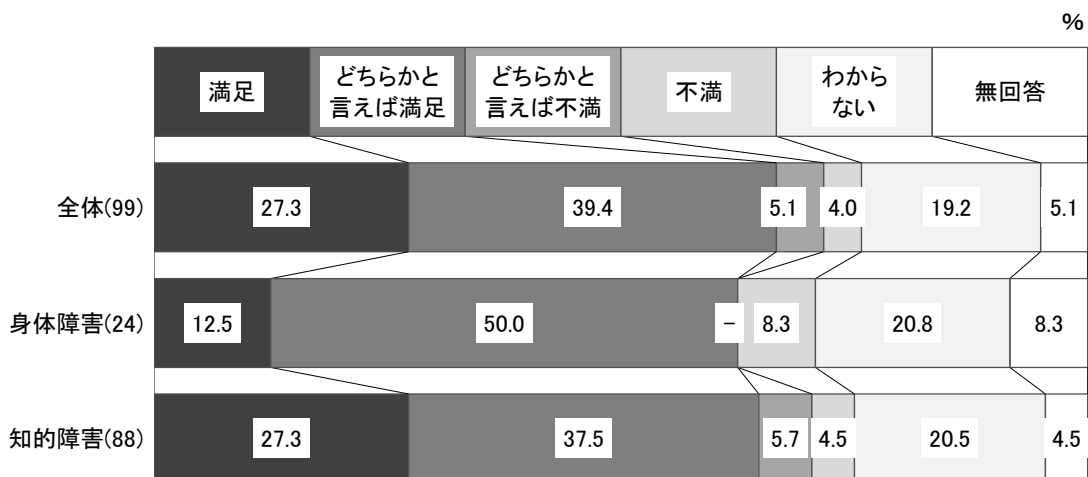 %
満足
どちらかと
言えば満足
どちらかと
言えば不満
不満
わから
ない
無回答
全体(99)
27.3
39.4
5.1
4.0
19.2
5.1
身体障害(24)
12.5
50.0
–
8.3
20.8
8.3
知的障害(88)
27.3
37.5
5.7
4.5
20.5
4.5